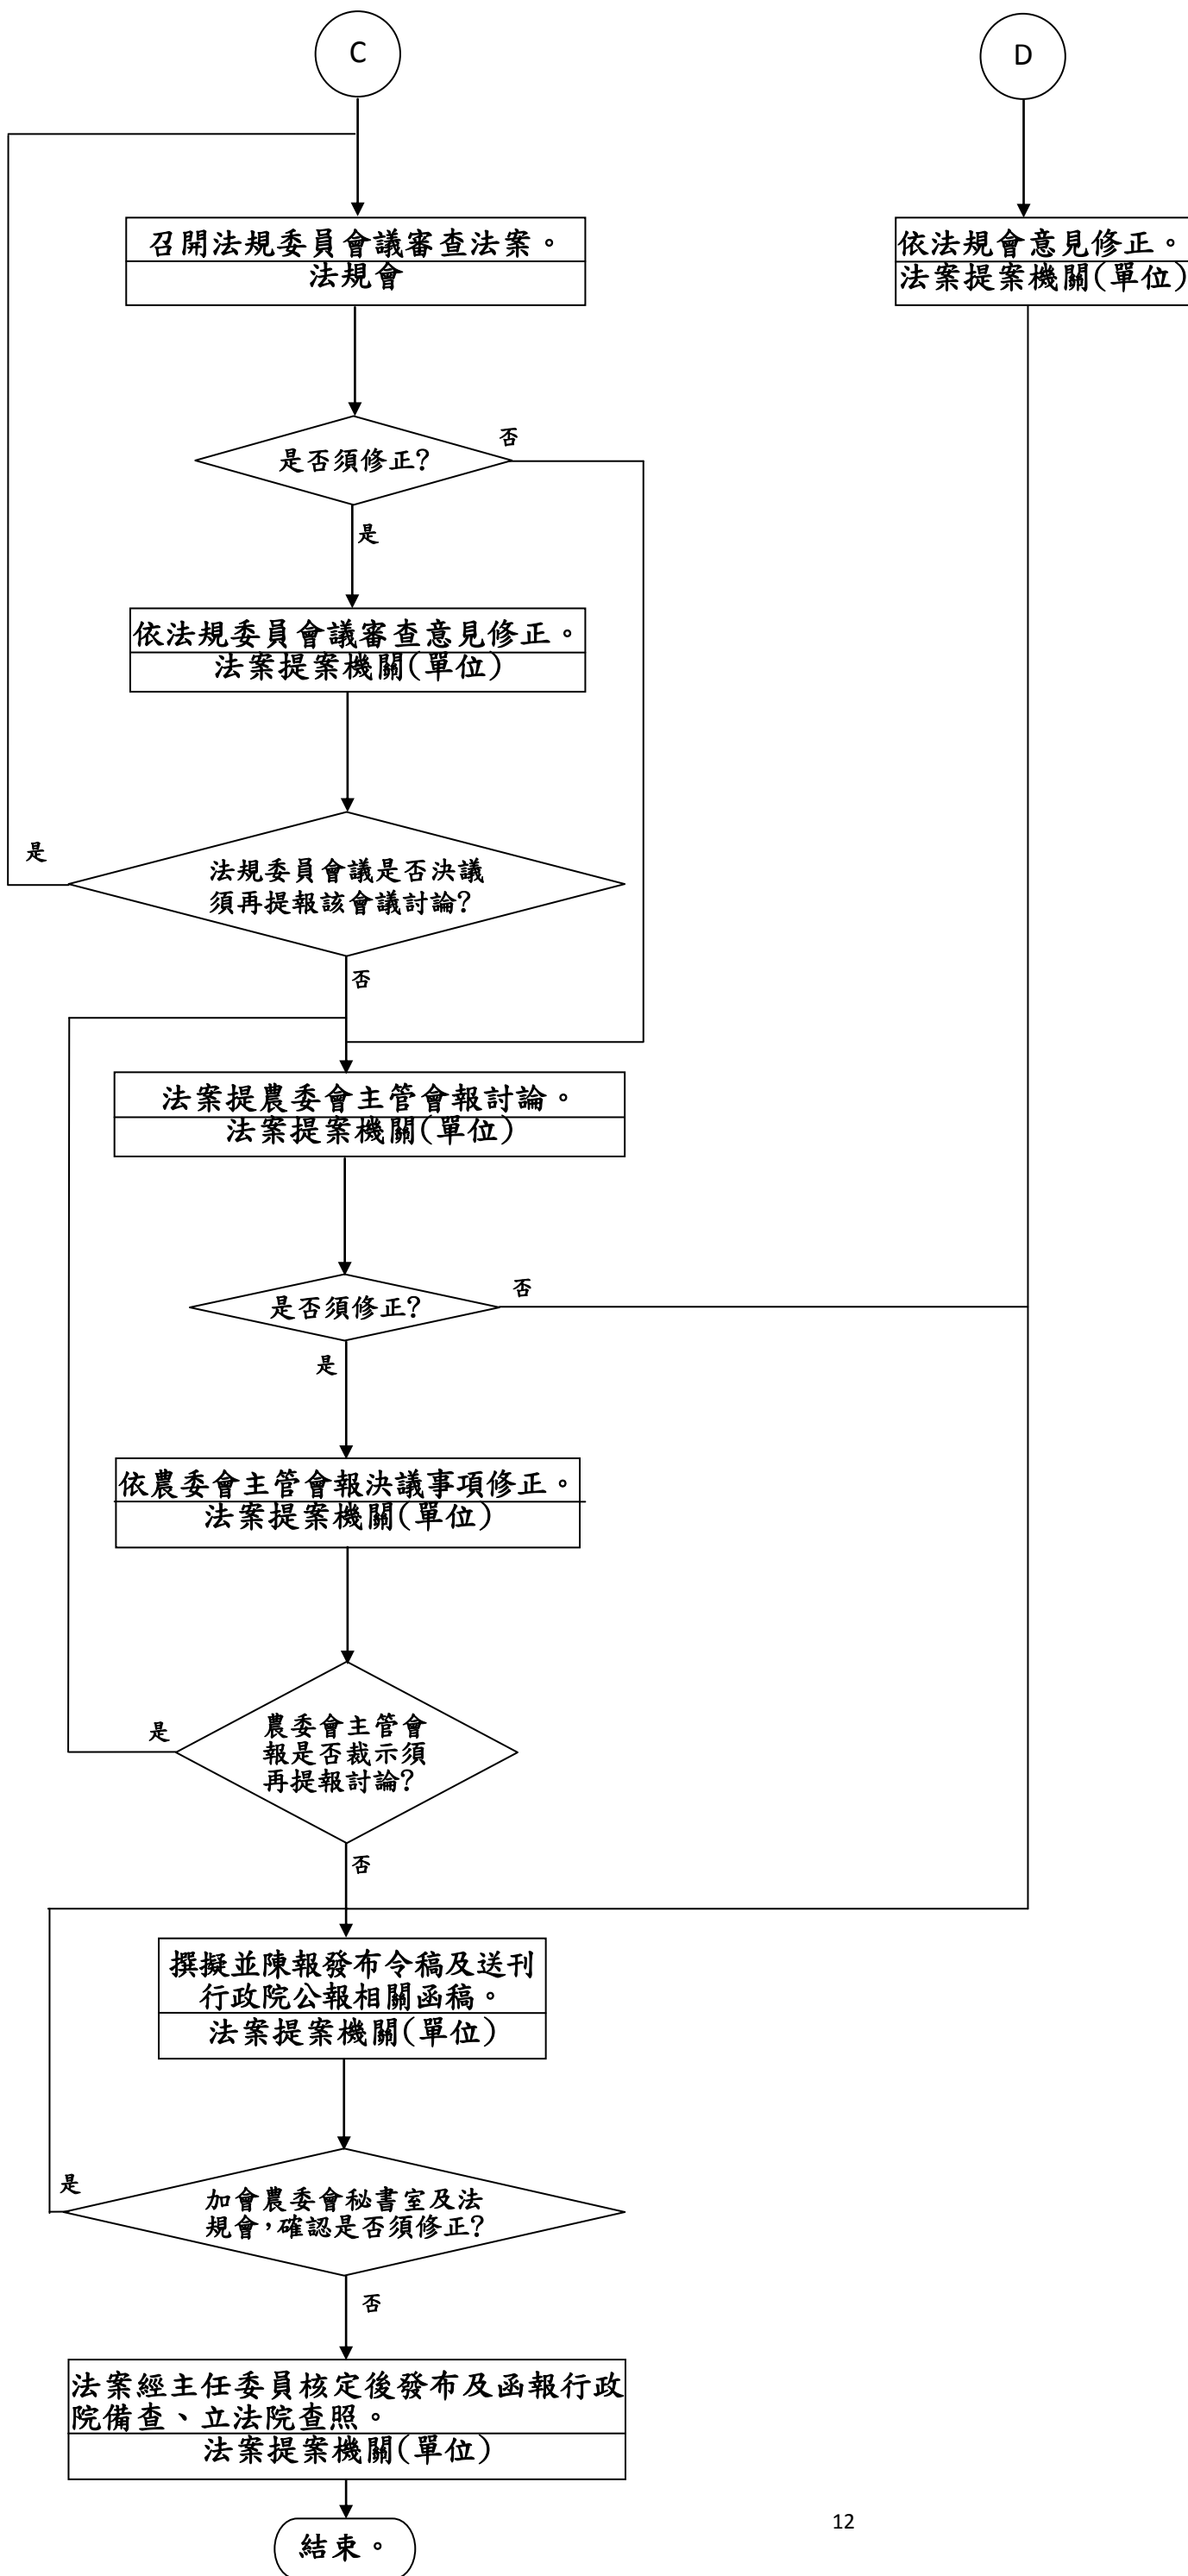 C
D
召開法規委員會議審查法案。
法規會
依法規會意見修正。
法案提案機關(單位)
是否須修正?
否
是
依法規委員會議審查意見修正。
法案提案機關(單位)
是
法規委員會議是否決議
須再提報該會議討論?
否
法案提農委會主管會報討論。
法案提案機關(單位)
是否須修正?
否
是
依農委會主管會報決議事項修正。
法案提案機關(單位)
是
農委會主管會
報是否裁示須
再提報討論?
否
撰擬並陳報發布令稿及送刊
行政院公報相關函稿。
法案提案機關(單位)
是
加會農委會秘書室及法
規會,確認是否須修正?
否
法案經主任委員核定後發布及函報行政
院備查、立法院查照。
法案提案機關(單位)
結束。
12